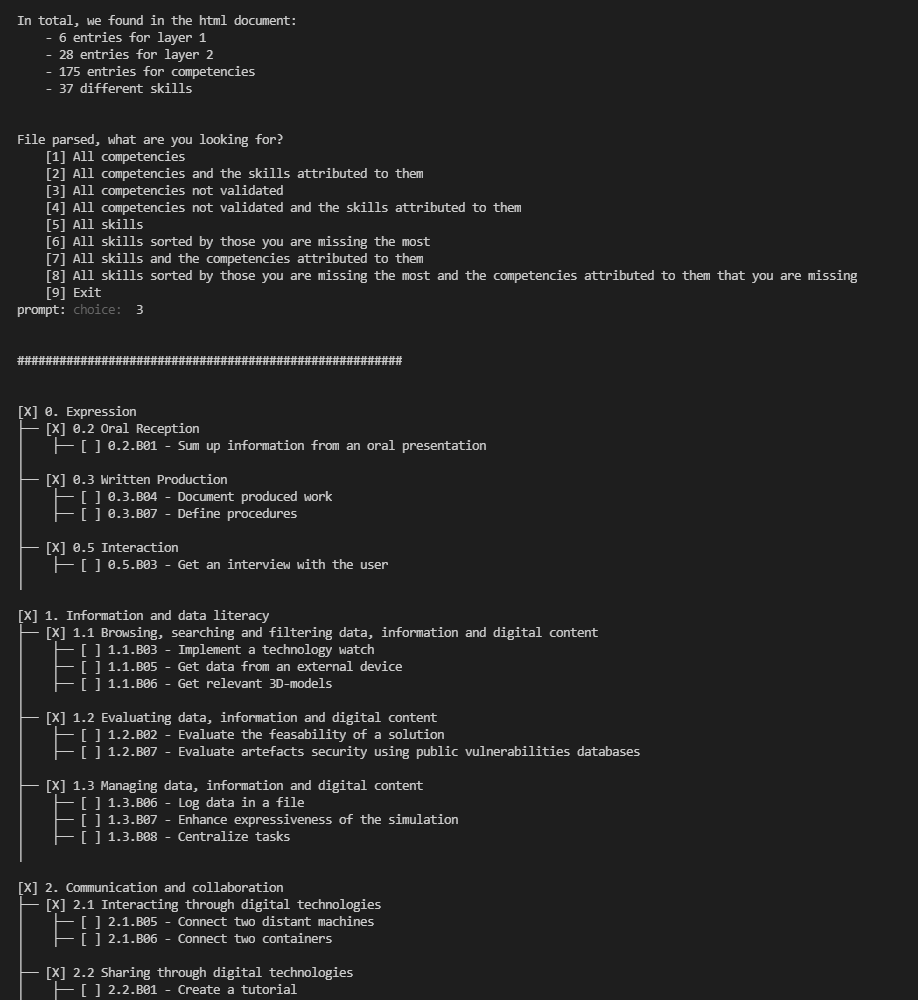 In total, we found in the html document:
    - 6 entries for layer 1
    - 28 entries for layer 2
    - 175 entries for competencies
    - 37 different skills
File parsed, what are you looking for?
    [1] All competencies
    [2] All competencies and the skills attributed to them
    [3] All competencies not validated
    [4] All competencies not validated and the skills attributed to them
    [5] All skills
    [6] All skills sorted by those you are missing the most
    [7] All skills and the competencies attributed to them
    [8] All skills sorted by those you are missing the most and the competencies attributed to them that you are missing
    [9] Exit
prompt: choice:  3
#######################################################
[X] 0. Expression
├── [X] 0.2 Oral Reception
│    ├── [ ] 0.2.B01 - Sum up information from an oral presentation
├── [X] 0.3 Written Production
│    ├── [ ] 0.3.B04 - Document produced work
│    ├── [ ] 0.3.B07 - Define procedures
├── [X] 0.5 Interaction
│    ├── [ ] 0.5.B03 - Get an interview with the user
[X] 1. Information and data literacy
├── [X] 1.1 Browsing, searching and filtering data, information and digital content
│    ├── [ ] 1.1.B03 - Implement a technology watch
│    ├── [ ] 1.1.B05 - Get data from an external device
│    ├── [ ] 1.1.B06 - Get relevant 3D-models
├── [X] 1.2 Evaluating data, information and digital content
│    ├── [ ] 1.2.B02 - Evaluate the feasability of a solution
│    ├── [ ] 1.2.B07 - Evaluate artefacts security using public vulnerabilities databases
├── [X] 1.3 Managing data, information and digital content
│    ├── [ ] 1.3.B06 - Log data in a file
│    ├── [ ] 1.3.B07 - Enhance expressiveness of the simulation
│    ├── [ ] 1.3.B08 - Centralize tasks
[X] 2. Communication and collaboration
├── [X] 2.1 Interacting through digital technologies
│    ├── [ ] 2.1.B05 - Connect two distant machines
│    ├── [ ] 2.1.B06 - Connect two containers
├── [X] 2.2 Sharing through digital technologies
│    ├── [ ] 2.2.B01 - Create a tutorial